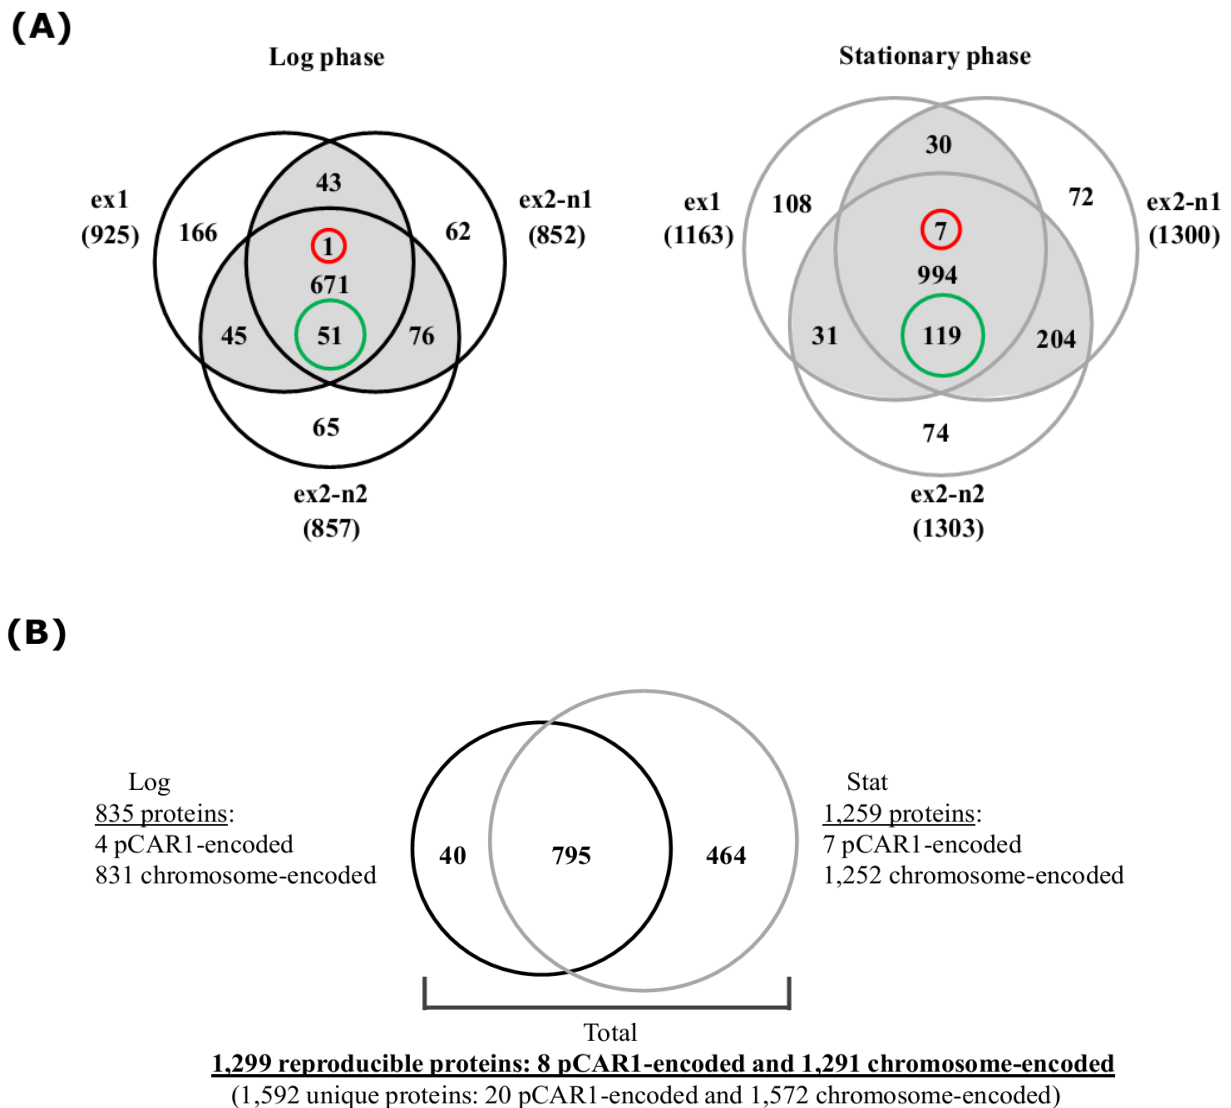 (A)
Log phase
Stationary phase
ex1
(925)
166
43
62
ex2-n1
(852)
1
671
45
51
76
65
ex2-n2
(857)
ex1
(1163)
108
30
72
ex2-n1
(1300)
7
994
31
119
204
74
ex2-n2
(1303)
(B)
Log
835 proteins:
4 pCAR1-encoded
831 chromosome-encoded
40
795
464
Stat
1,259 proteins:
7 pCAR1-encoded
1,252 chromosome-encoded
Total
1,299 reproducible proteins: 8 pCAR1-encoded and 1,291 chromosome-encoded
(1,592 unique proteins: 20 pCAR1-encoded and 1,572 chromosome-encoded)